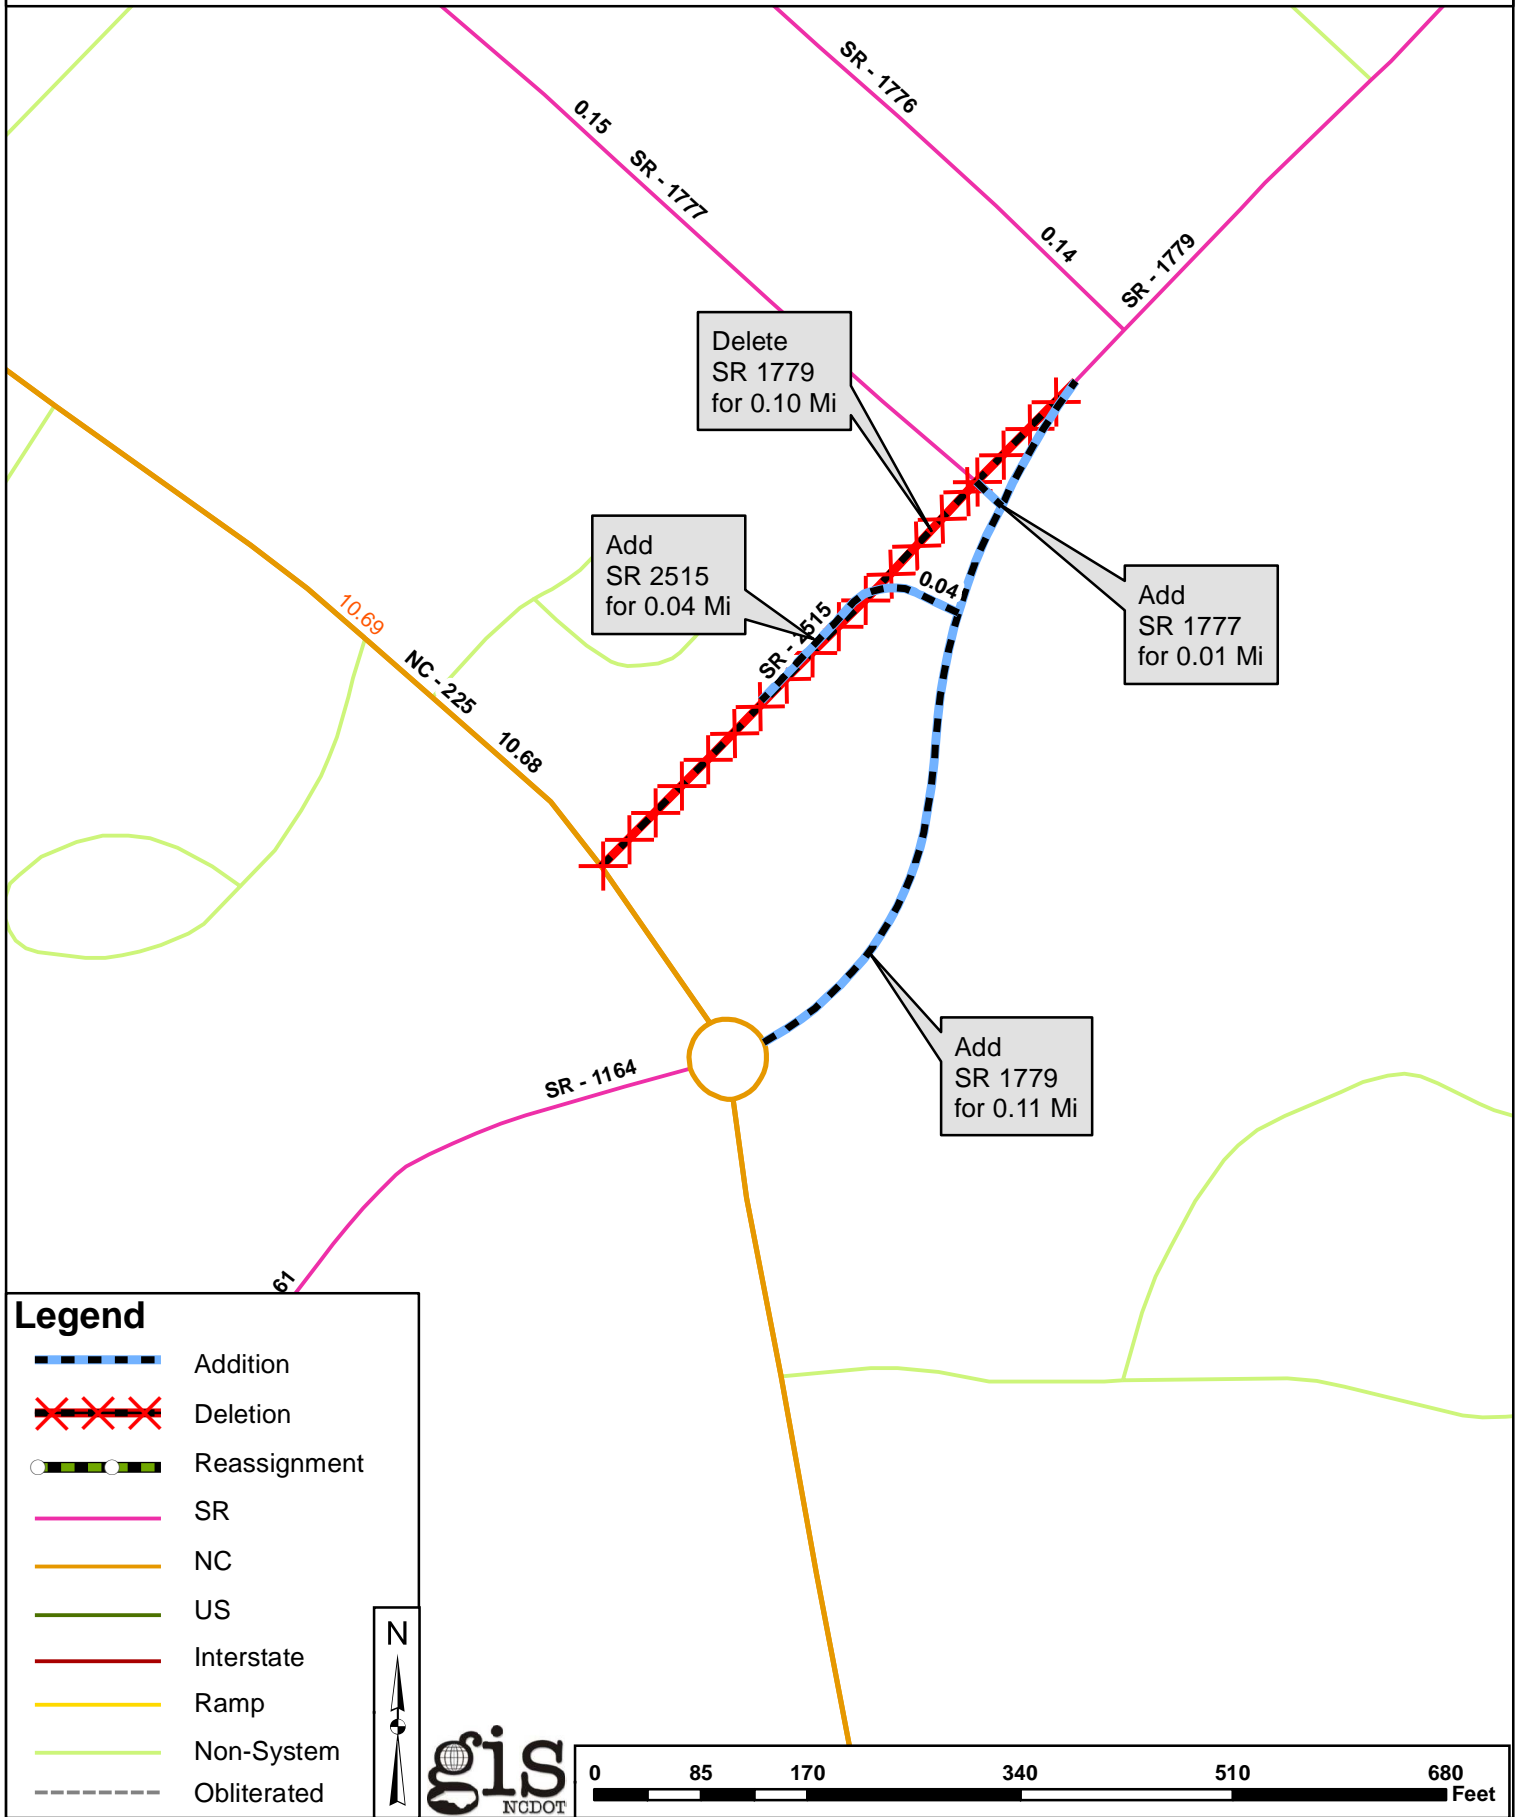 SR - 1776
0.15
SR - 1777
0.14
SR - 1779
Delete
SR 1779
for 0.10 Mi
Add
SR 2515
for 0.04 Mi
0.04
Add
SR 1777
for 0.01 Mi
SR - 2515
10.69
NC - 225
10.68
Add
SR 1779
for 0.11 Mi
SR - 1164
61
Legend
Addition
Deletion
Reassignment
SR
NC
US
Interstate
Ramp
Non-System
Obliterated
N
gis
NCDOT
0 85 170 340 510 680
Feet